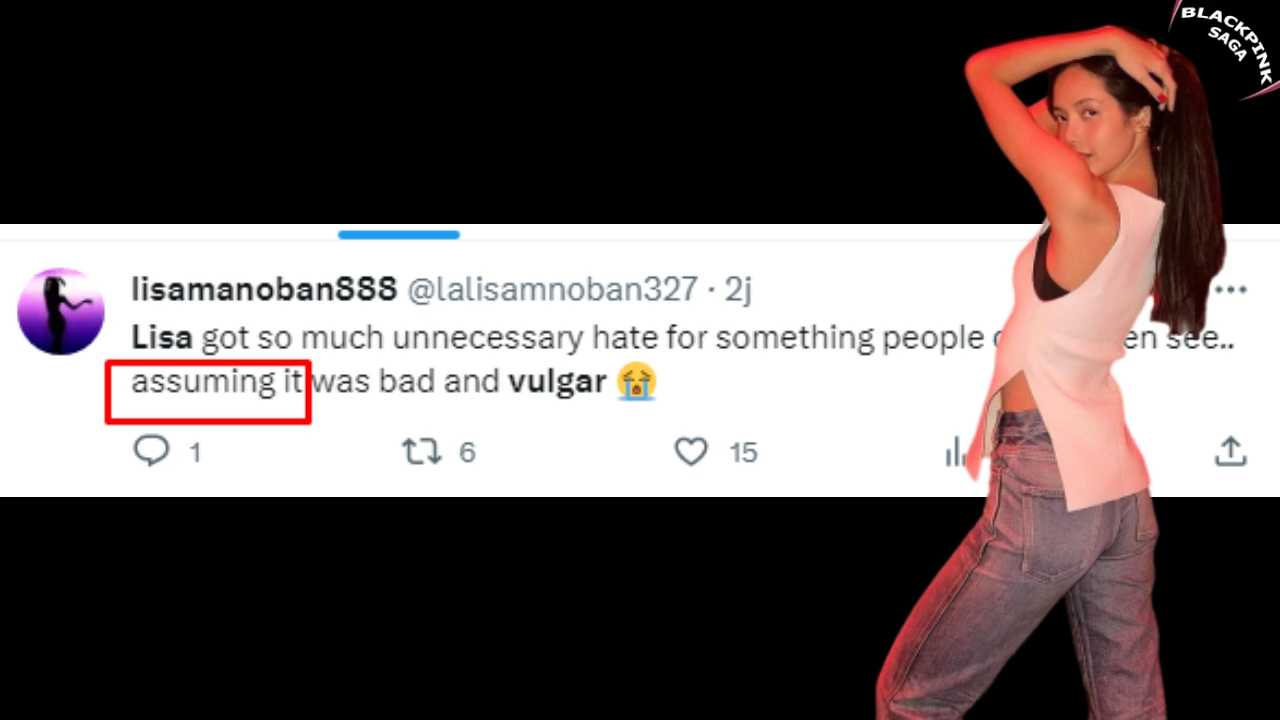 BLACKPINK
SAGA
lisamanoban888 @lalisamnoban327 · 2j
Lisa got so much unnecessary hate for something people see..
assuming it was bad and vulgar 😭
1 6 15